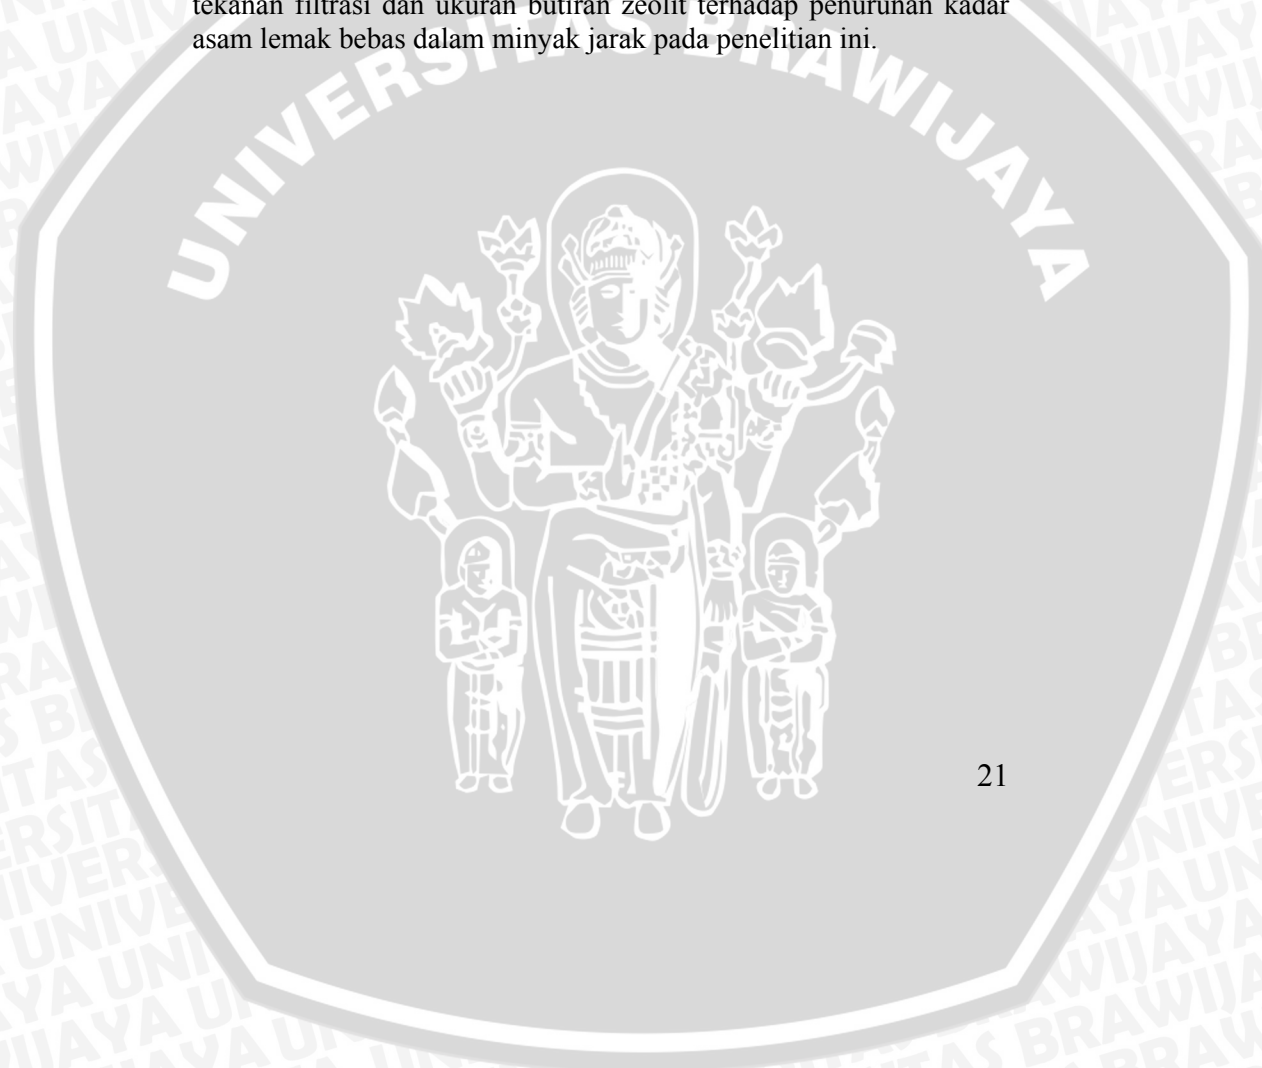 tekanan filtrasi dan ukuran butiran zeolit terhadap penurunan kadar
asam lemak bebas dalam minyak jarak pada penelitian ini.
UNIVERSITAS BRAWIJAYA
21